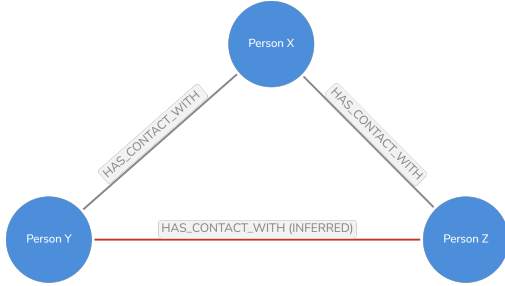 Person X
HAS_CONTACT_WITH
HAS_CONTACT_WITH
HAS_CONTACT_WITH (INFERRED)
Person Y
Person Z